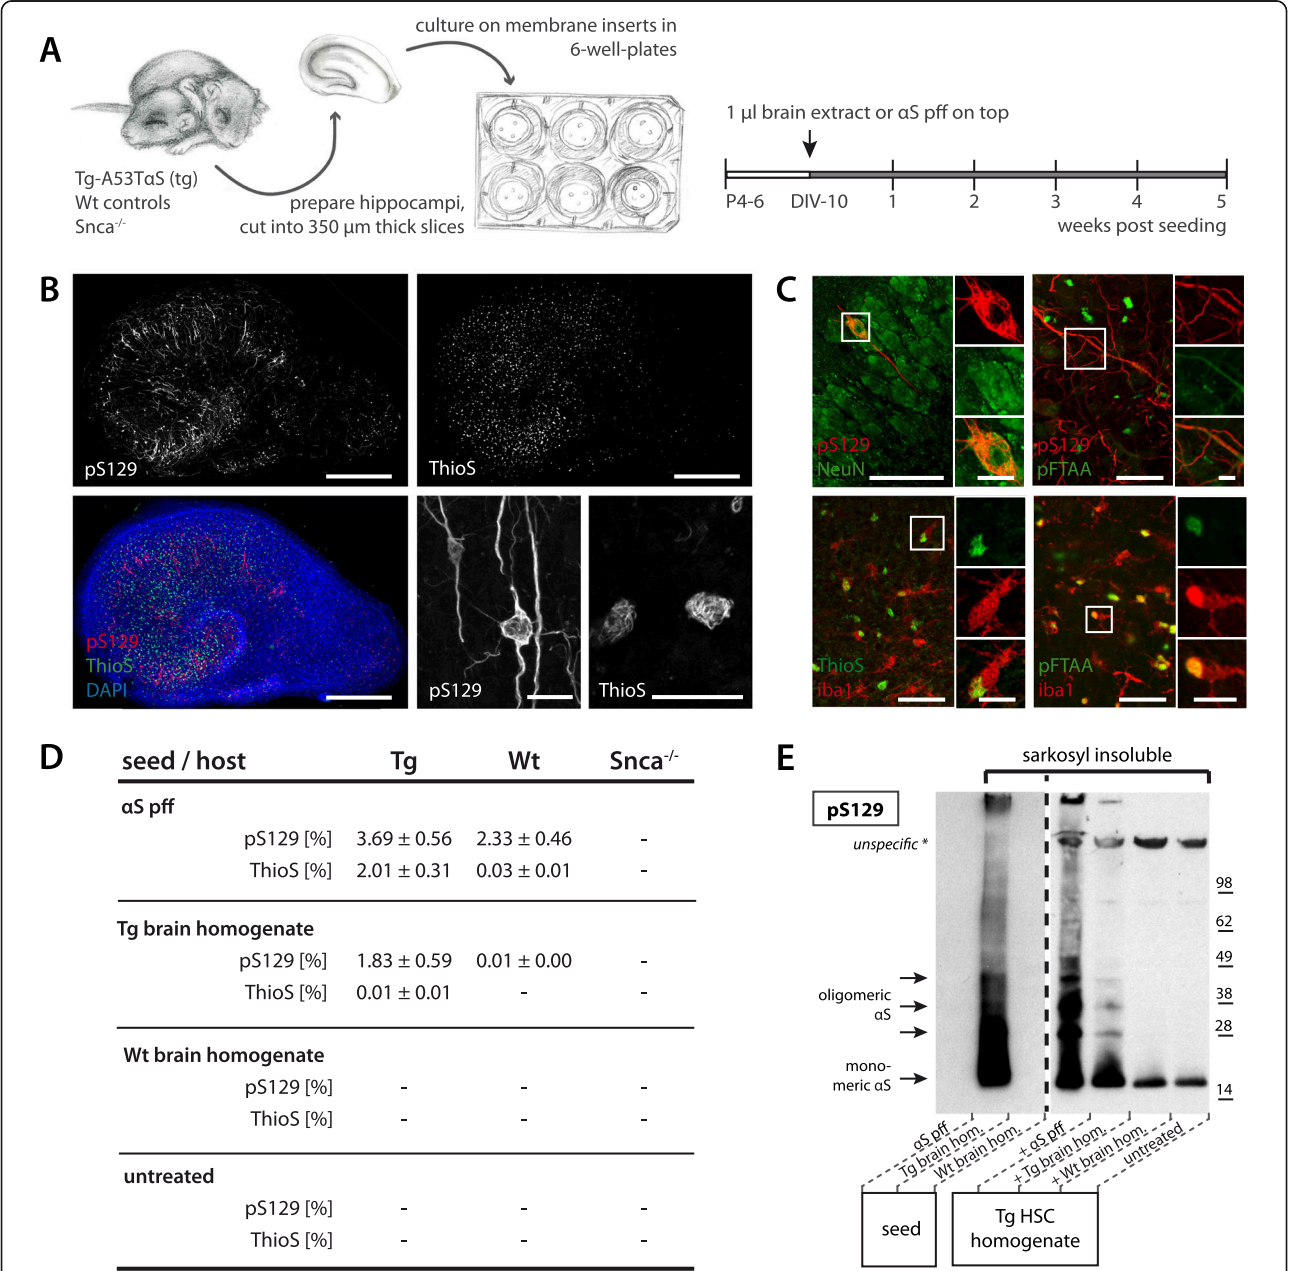 A
culture on membrane inserts in
6-well-plates
Tg-A53TαS (tg)
Wt controls
Snca-/-
prepare hippocampi,
cut into 350 μm thick slices
1 μl brain extract or αS pff on top
P4-6 DIV-10 1 2 3 4 5
weeks post seeding
B
pS129
ThioS
pS129
ThioS
DAPI
pS129
ThioS
C
pS129
NeuN
pS129
pFTAA
ThioS
iba1
pFTAA
iba1
D
seed / host Tg Wt Snca-/-
αS pff
pS129 [%] 3.69 ± 0.56 2.33 ± 0.46 -
ThioS [%] 2.01 ± 0.31 0.03 ± 0.01 -
Tg brain homogenate
pS129 [%] 1.83 ± 0.59 0.01 ± 0.00 -
ThioS [%] 0.01 ± 0.01 - -
Wt brain homogenate
pS129 [%] - - -
ThioS [%] - - -
untreated
pS129 [%] - - -
ThioS [%] - - -
E
sarkosyl insoluble
pS129
unspecific *
98
62
49
38
28
14
oligomeric
αS
mono-
meric αS
αS pff
Tg brain hom.
Wt brain hom.
+ αS pff
+ Tg brain hom.
+ Wt brain hom.
untreated
seed
Tg HSC
homogenate